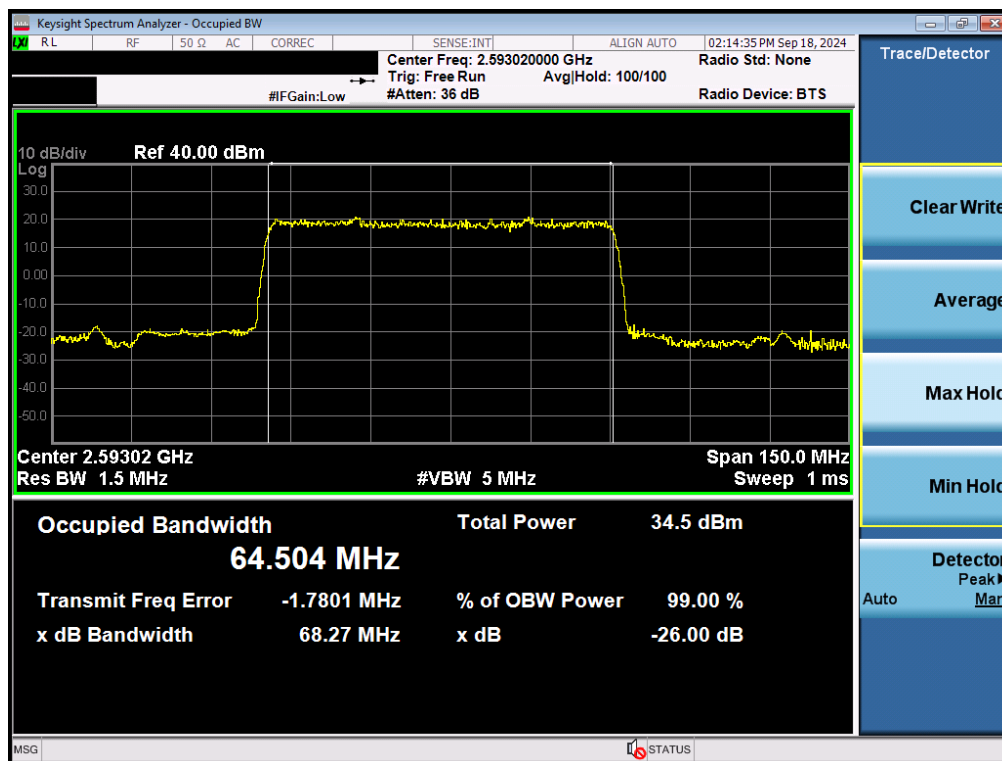 Keysight Spectrum Analyzer - Occupied BW
LXI RL RF 50 Ω AC CORREC SENSE:INT ALIGN AUTO 02:14:35 PM Sep 18, 2024
Center Freq: 2.593020000 GHz Radio Std: None
Trig: Free Run Avg|Hold: 100/100
#IFGain:Low #Atten: 36 dB Radio Device: BTS
10 dB/div Ref 40.00 dBm
Log
30.0
20.0
10.0
0.00
-10.0
-20.0
-30.0
-40.0
-50.0
Center 2.59302 GHz Span 150.0 MHz
Res BW 1.5 MHz #VBW 5 MHz Sweep 1 ms
Occupied Bandwidth Total Power 34.5 dBm
64.504 MHz
Transmit Freq Error -1.7801 MHz % of OBW Power 99.00 %
x dB Bandwidth 68.27 MHz x dB -26.00 dB
MSG STATUS
Trace/Detector
Clear Write
Average
Max Hold
Min Hold
Detector
Peak
Auto Man